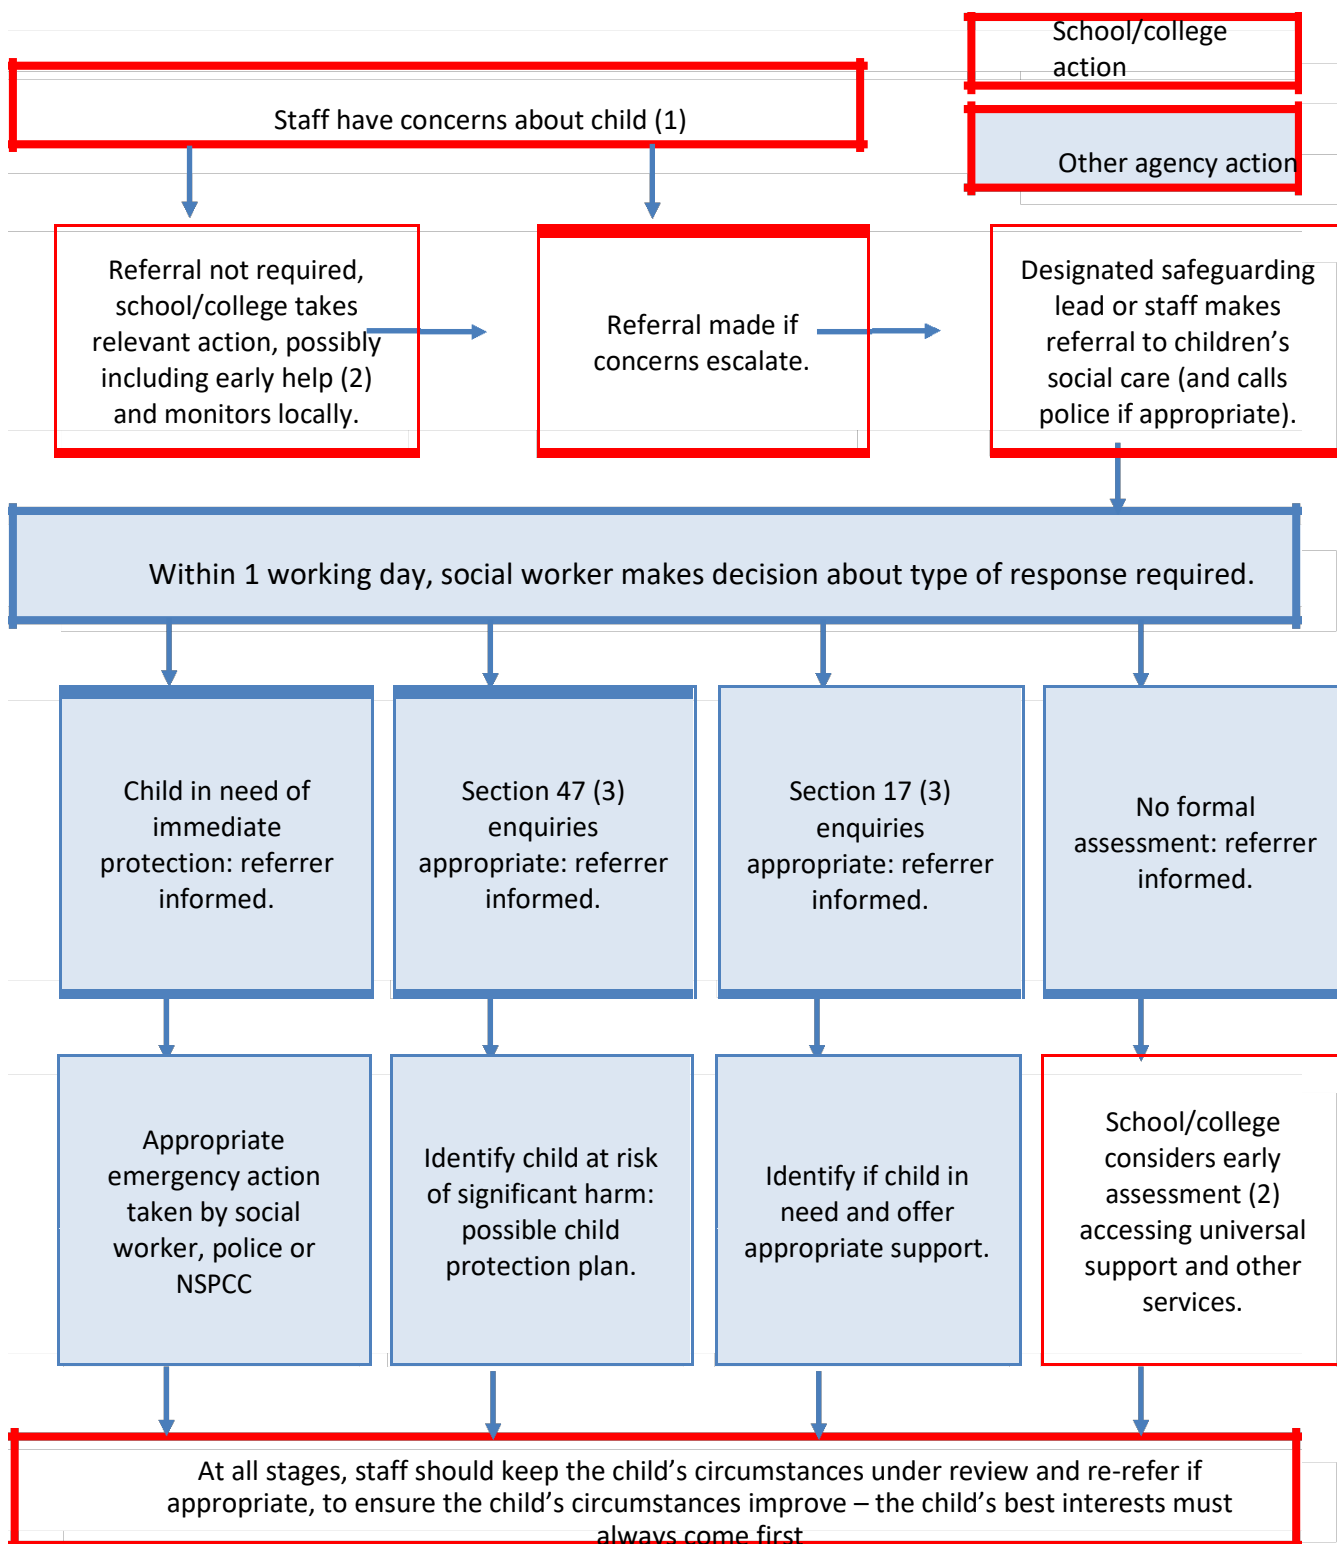 School/college
action
Staff have concerns about child (1)
Other agency action
Referral not required,
school/college takes
relevant action, possibly
including early help (2)
and monitors locally.
Referral made if
concerns escalate.
Designated safeguarding
lead or staff makes
referral to children’s
social care (and calls
police if appropriate).
Within 1 working day, social worker makes decision about type of response required.
Child in need of
immediate
protection: referrer
informed.
Section 47 (3)
enquiries
appropriate: referrer
informed.
Section 17 (3)
enquiries
appropriate: referrer
informed.
No formal
assessment: referrer
informed.
Appropriate
emergency action
taken by social
worker, police or
NSPCC
Identify child at risk
of significant harm:
possible child
protection plan.
Identify if child in
need and offer
appropriate support.
School/college
considers early
assessment (2)
accessing universal
support and other
services.
At all stages, staff should keep the child’s circumstances under review and re-refer if
appropriate, to ensure the child’s circumstances improve – the child’s best interests must
always come first